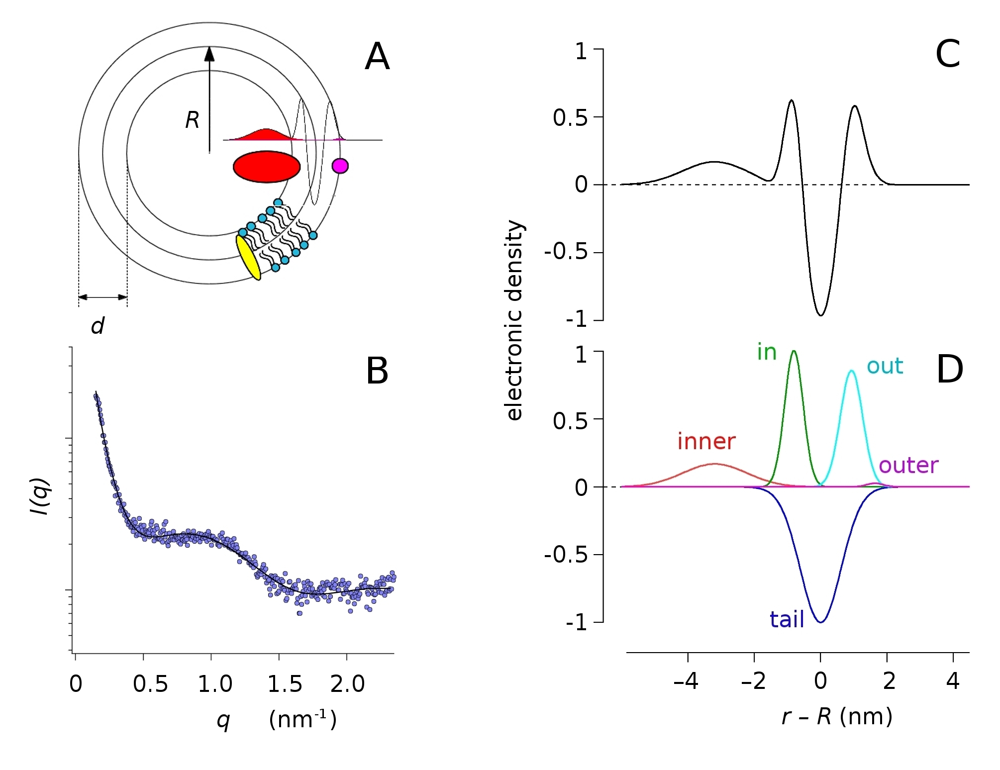 A
R
d
B
I(q)
0 0.5 1.0 1.5 2.0
q (nm-1)
C
electronic density
1
0.5
0
-0.5
-1
D
in
out
inner
outer
tail
1
0.5
0
-0.5
-1
–4 –2 0 2 4
r – R (nm)